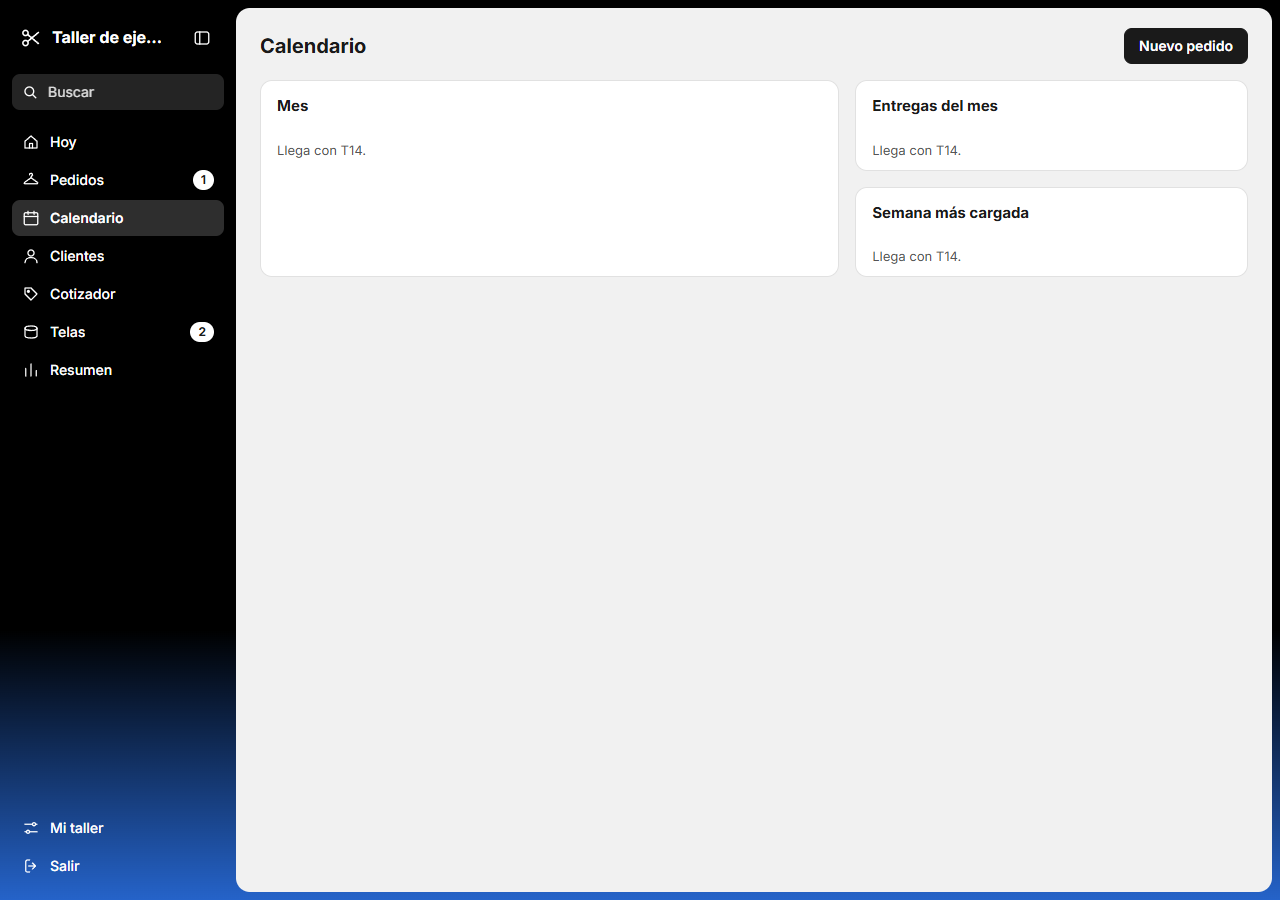 Taller de eje...
Buscar
Hoy
Pedidos 1
Calendario
Clientes
Cotizador
Telas 2
Resumen
Mi taller
Salir
Calendario
Nuevo pedido
Mes
Llega con T14.
Entregas del mes
Llega con T14.
Semana más cargada
Llega con T14.